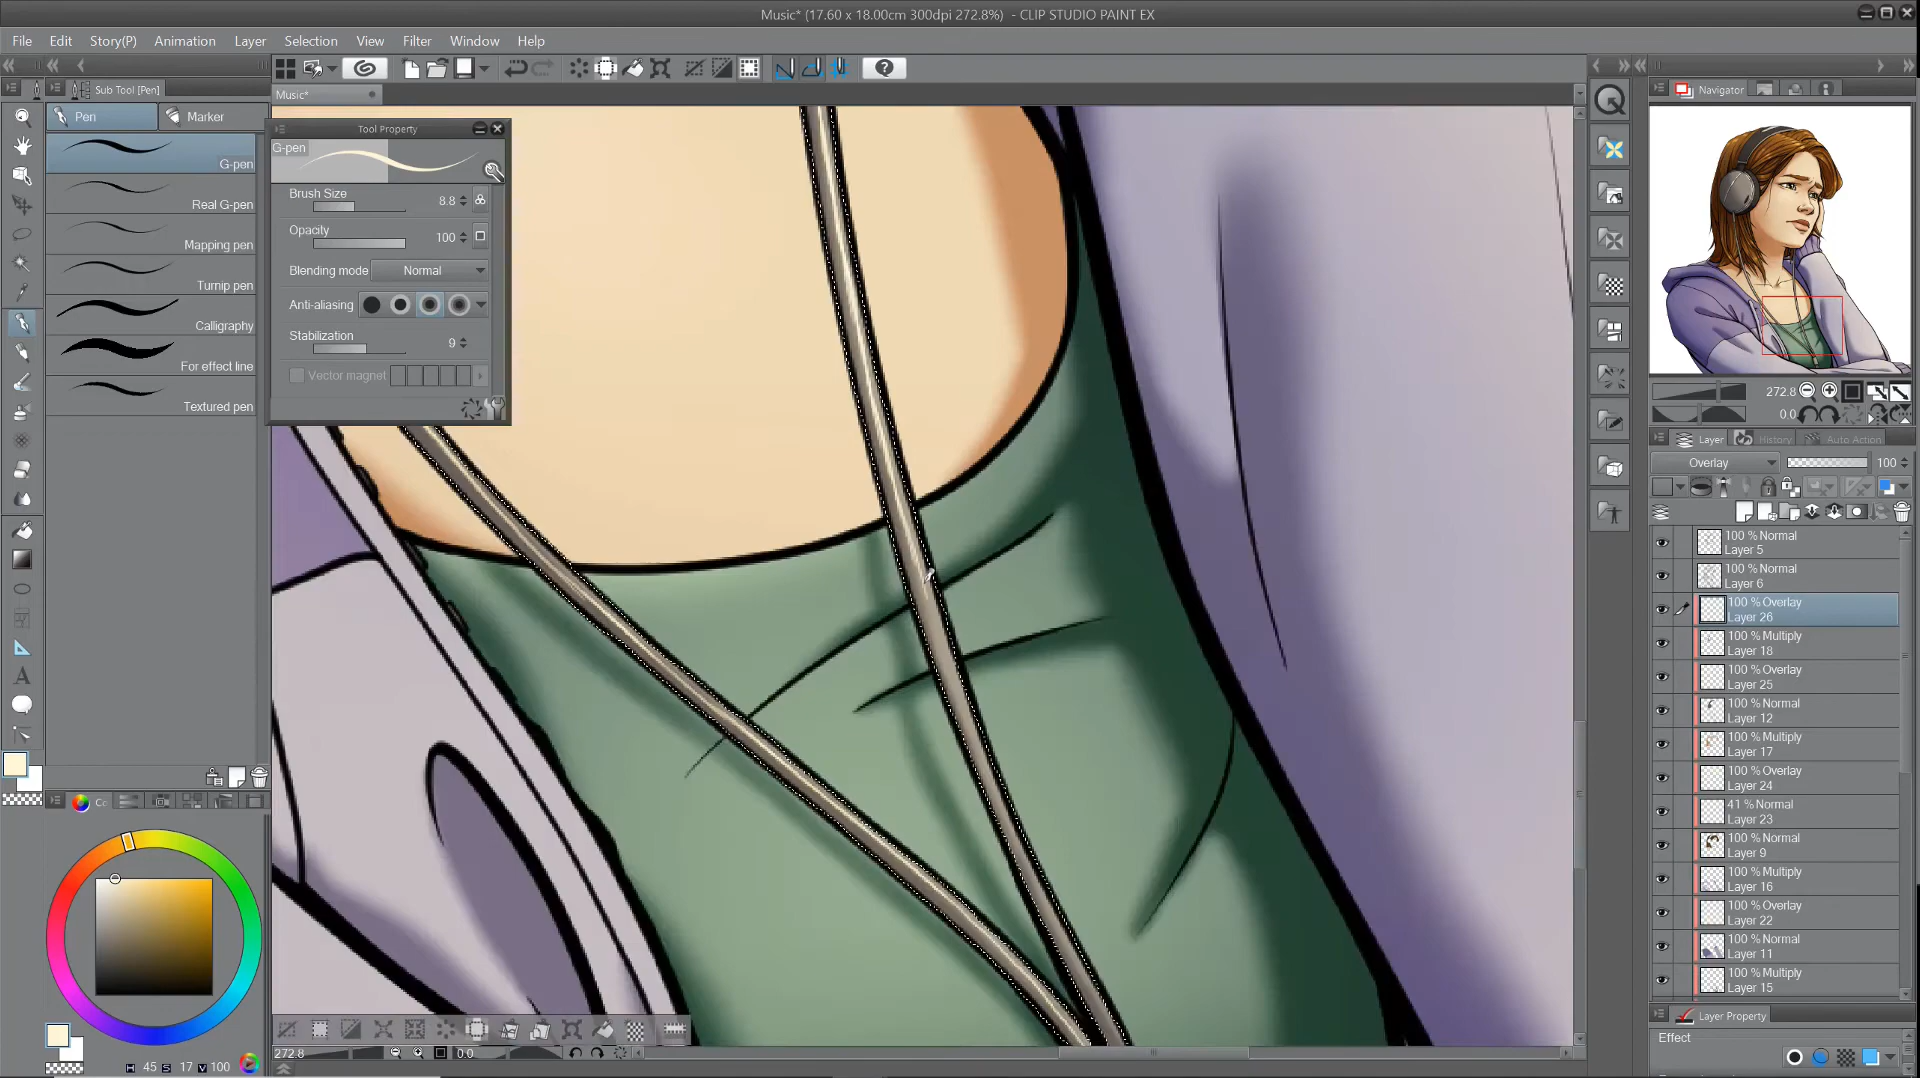 Music* (17.60 x 18.00cm 300dpi 272.8%) - CLIP STUDIO PAINT EX
File Edit Story(P) Animation Layer Selection View Filter Window Help
Sub Tool [Pen]
Pen Marker
G-pen
Real G-pen
Mapping pen
Turnip pen
Calligraphy
For effect line
Textured pen
Music*
Tool Property
G-pen
Brush Size 8.8
Opacity 100
Blending mode Normal
Anti-aliasing
Stabilization 9
Vector magnet
Navigator
272.8
0.0
Layer History Auto Action
Overlay 100
100 % Normal
Layer 5
100 % Normal
Layer 6
100 % Overlay
Layer 26
100 % Multiply
Layer 18
100 % Overlay
Layer 25
100 % Normal
Layer 12
100 % Multiply
Layer 17
100 % Overlay
Layer 24
41 % Normal
Layer 23
100 % Normal
Layer 9
100 % Multiply
Layer 16
100 % Overlay
Layer 22
100 % Normal
Layer 11
100 % Multiply
Layer 15
Layer Property
Effect
Cc
H 45 S 17 V 100
272.8 0.0